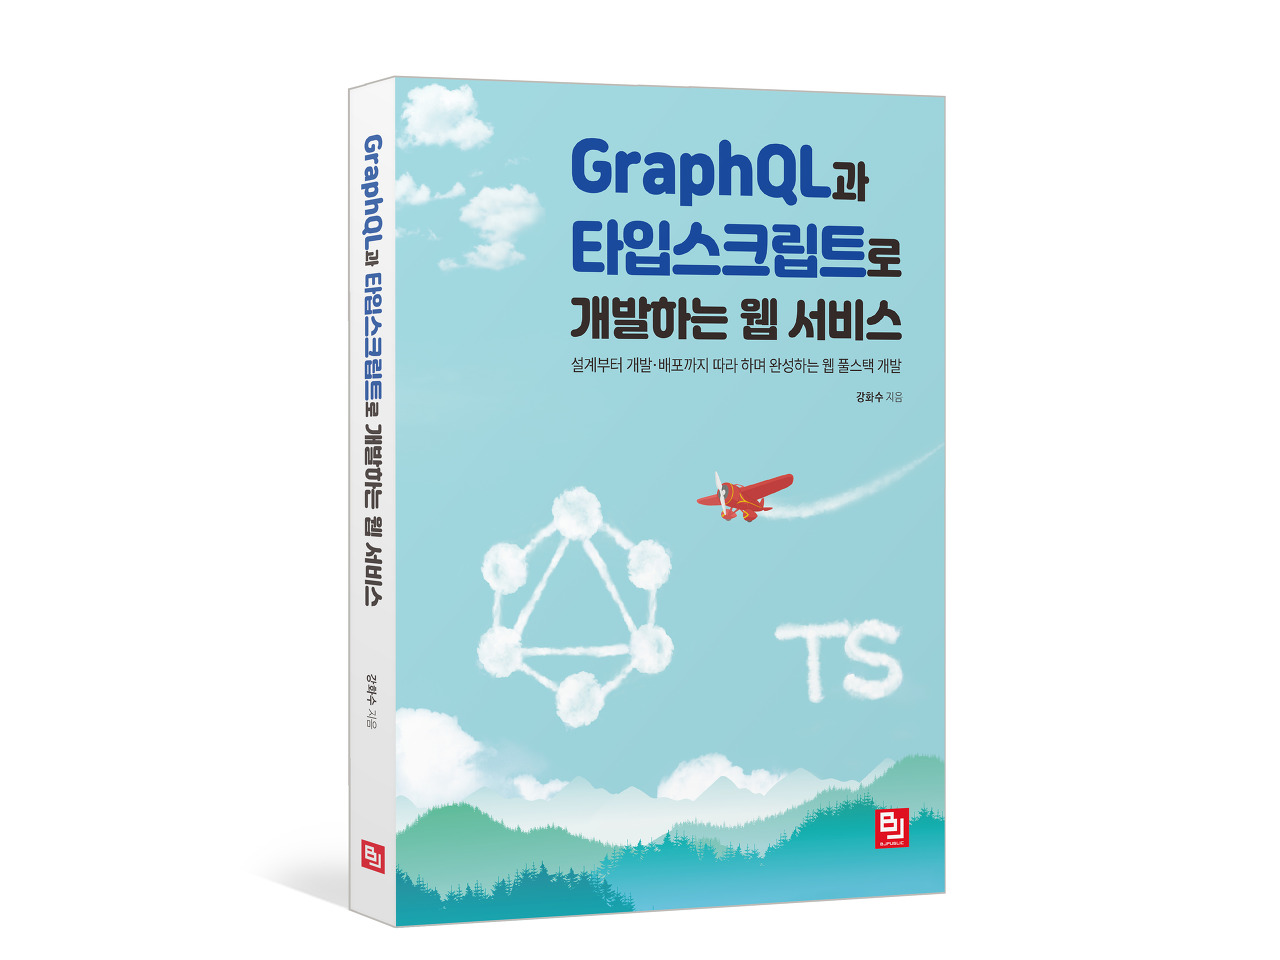 GraphQL과
타입스크립트로
개발하는 웹 서비스
설계부터 개발·배포까지 따라 하며 완성하는 웹 풀스택 개발
강화수 지음
TS
BJ
BJPUBLIC
GraphQL과 타입스크립트로 개발하는 웹 서비스
강화수 지음
BJ